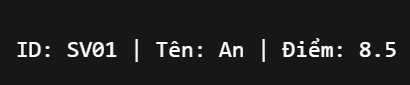 ID: SV01 | Tên: An | Điểm: 8.5